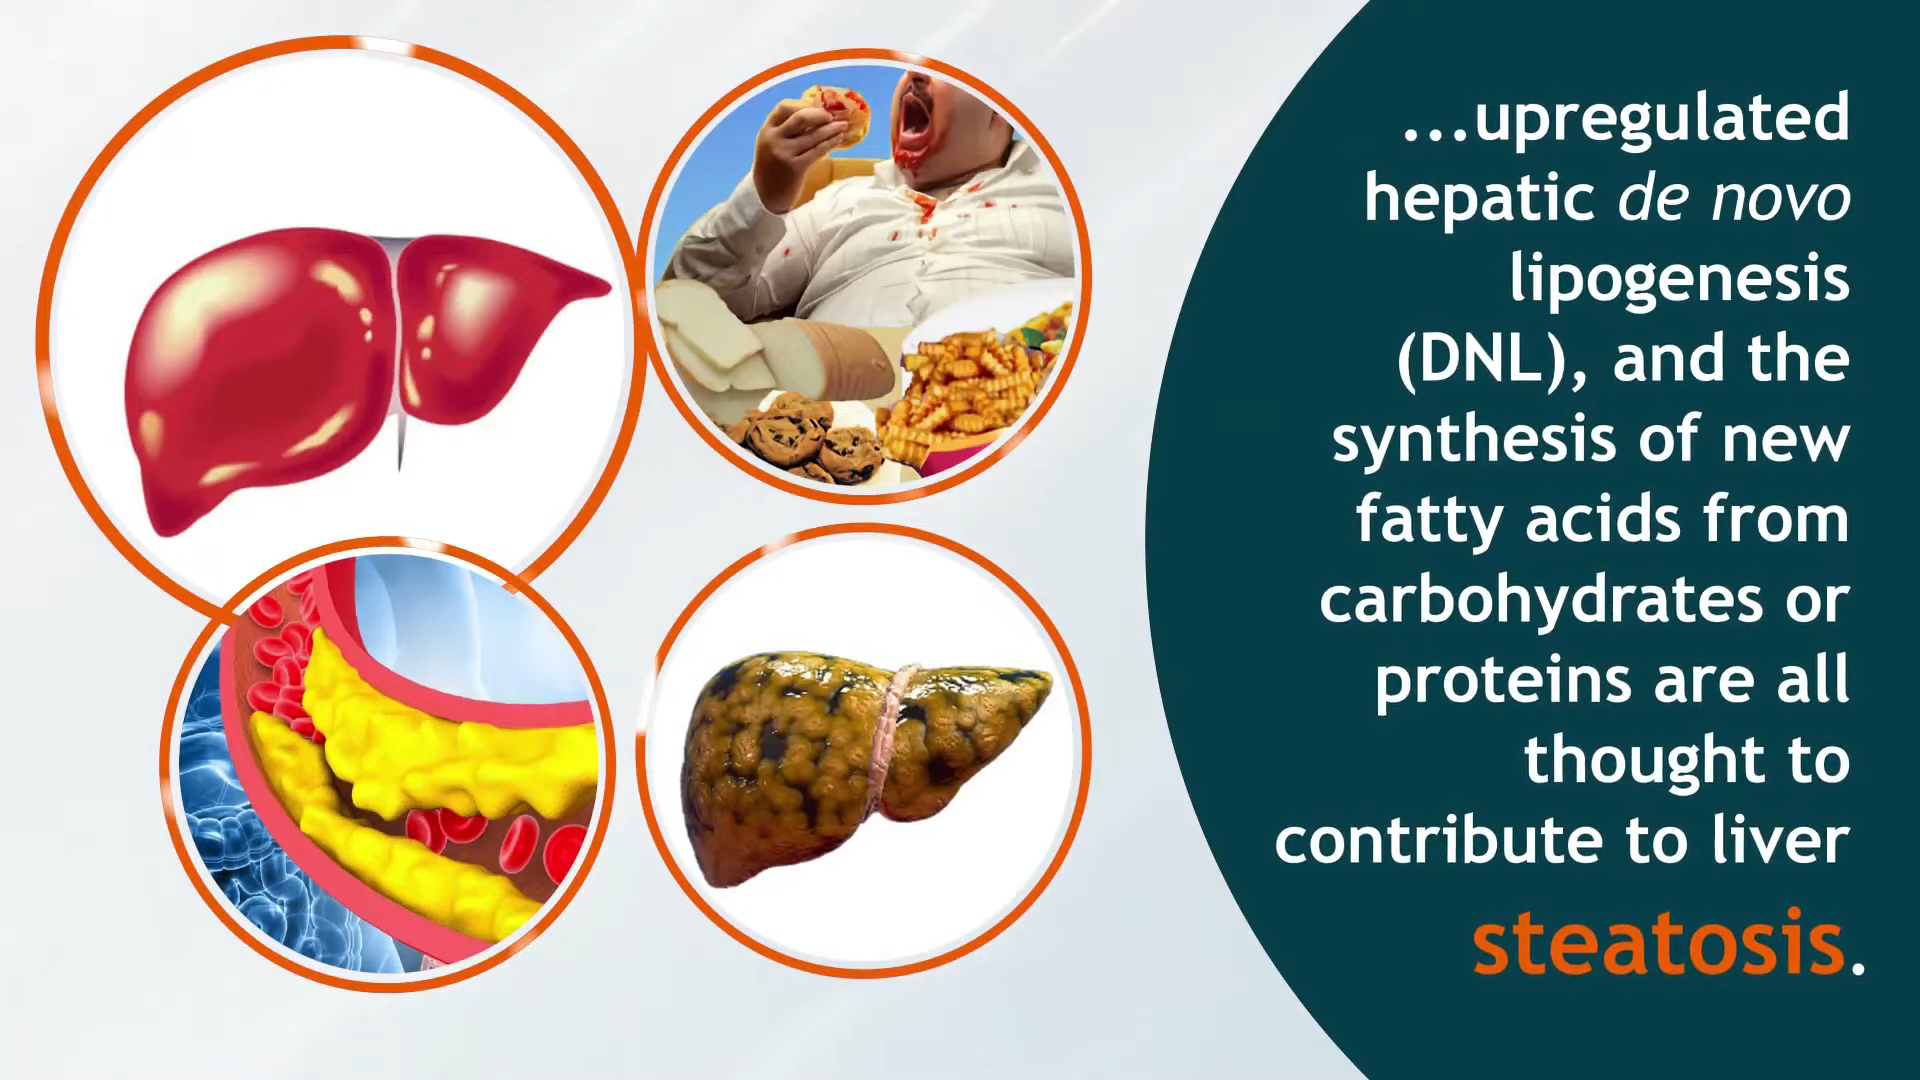 ...upregulated
hepatic de novo
lipogenesis
(DNL), and the
synthesis of new
fatty acids from
carbohydrates or
proteins are all
thought to
contribute to liver
steatosis.